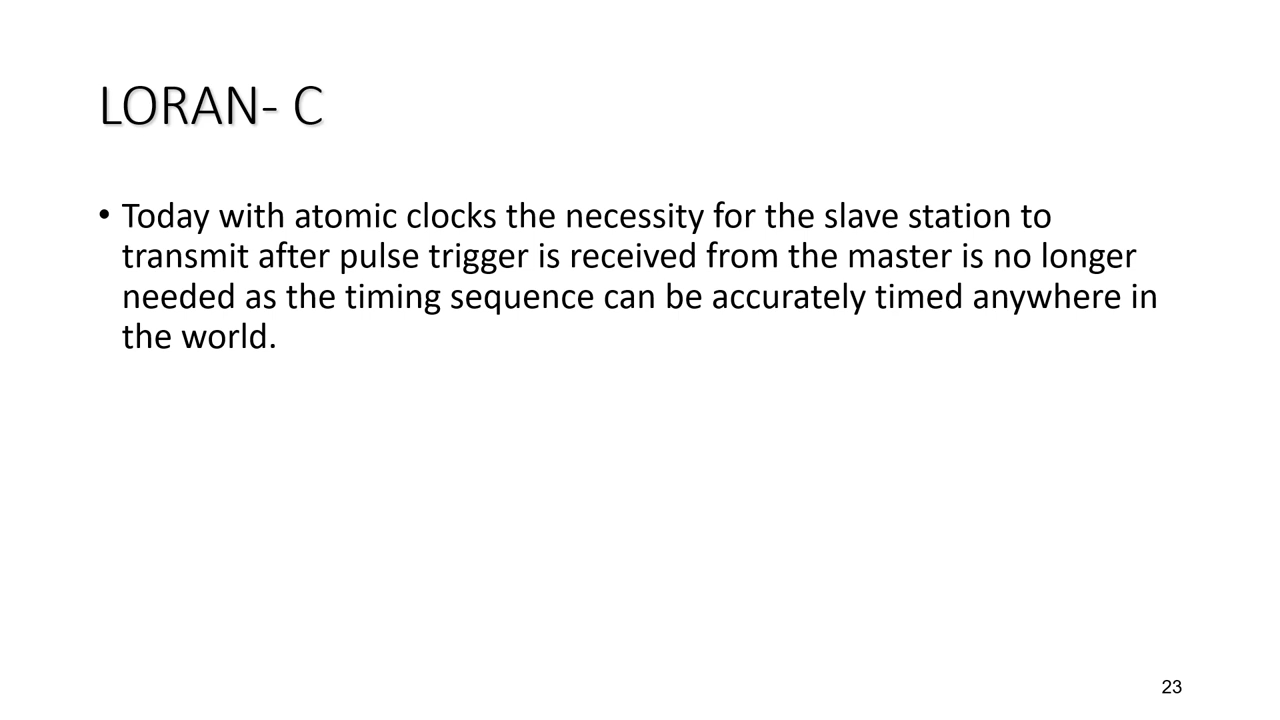 LORAN- C
• Today with atomic clocks the necessity for the slave station to
transmit after pulse trigger is received from the master is no longer
needed as the timing sequence can be accurately timed anywhere in
the world.
23